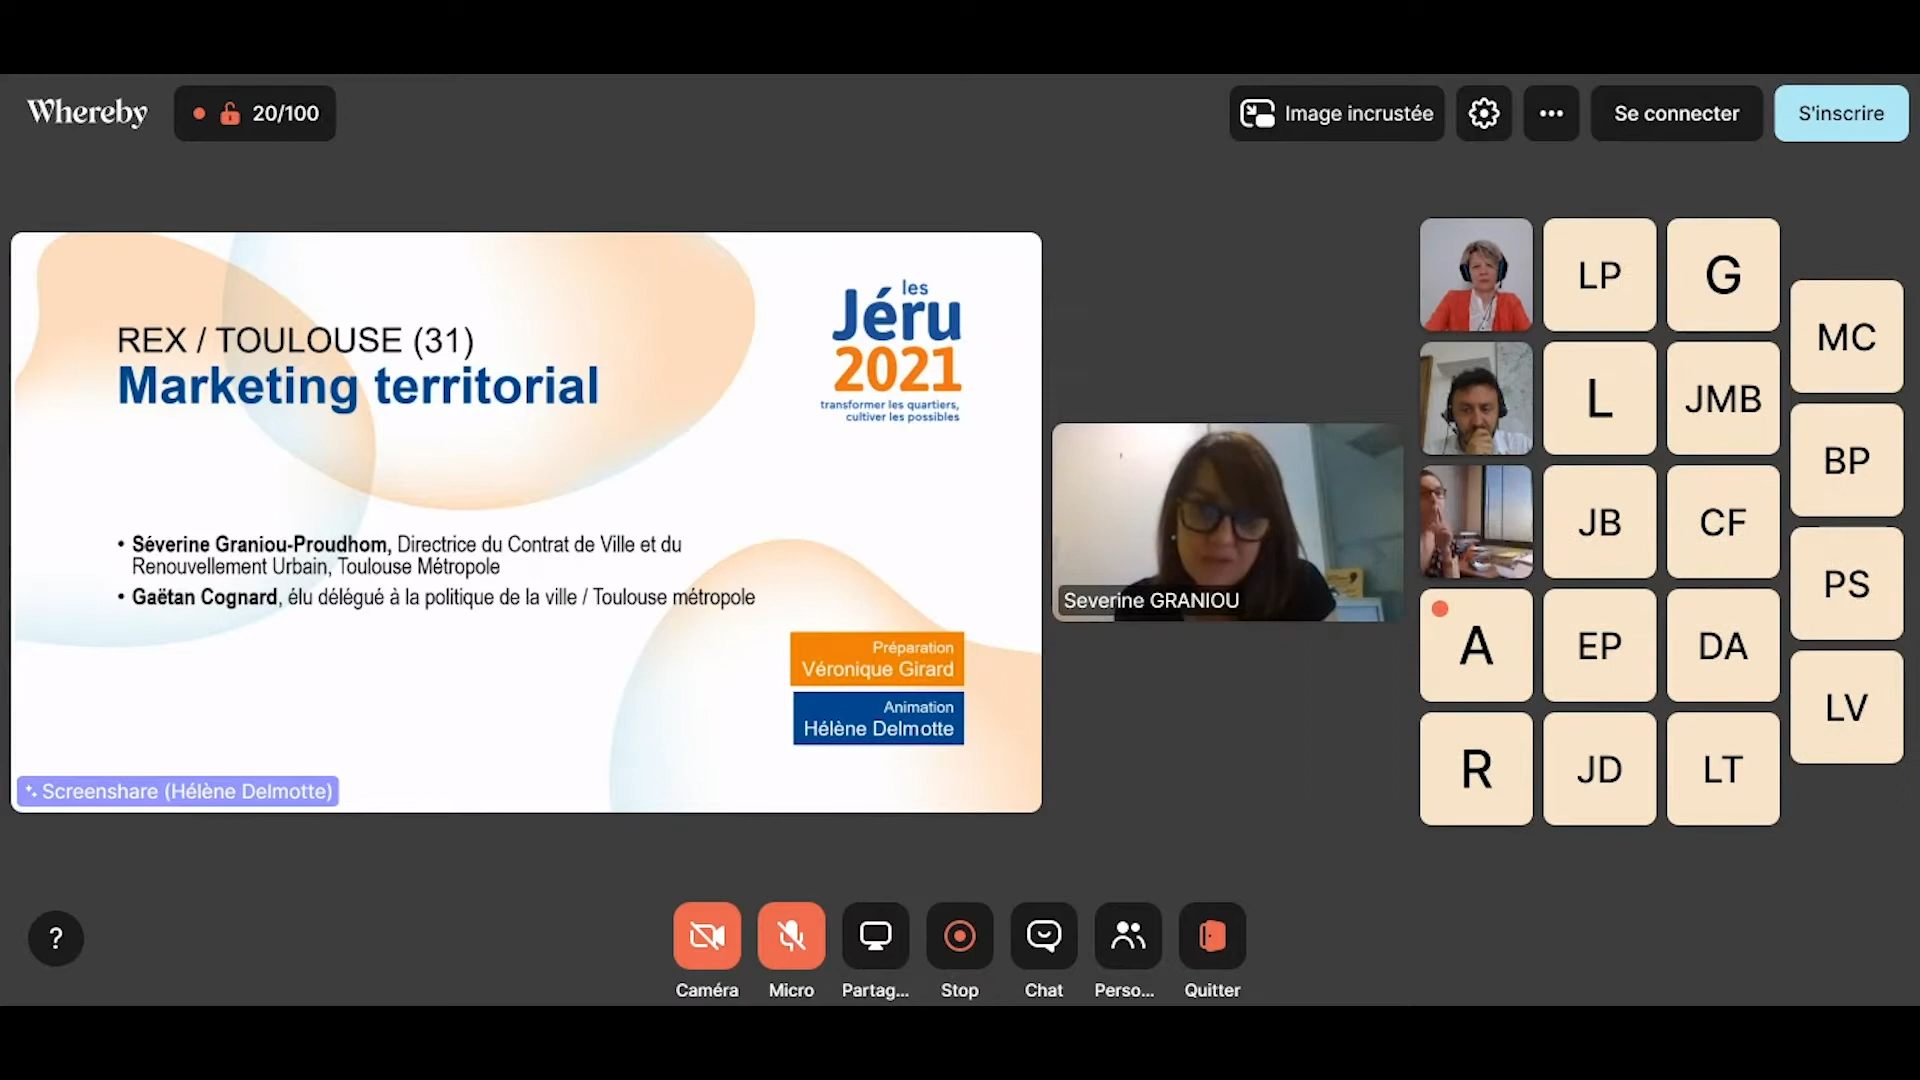 Whereby
20/100
Image incrustée
Se connecter
S'inscrire
REX / TOULOUSE (31)
Marketing territorial
les
Jéru
2021
transformer les quartiers,
cultiver les possibles
• Séverine Graniou-Proudhom, Directrice du Contrat de Ville et du
Renouvellement Urbain, Toulouse Métropole
• Gaëtan Cognard, élu délégué à la politique de la ville / Toulouse métropole
Préparation
Véronique Girard
Animation
Hélène Delmotte
Screenshare (Hélène Delmotte)
Severine GRANIOU
LP
G
MC
L
JMB
BP
JB
CF
PS
A
EP
DA
LV
R
JD
LT
?
Caméra
Micro
Partag...
Stop
Chat
Perso...
Quitter